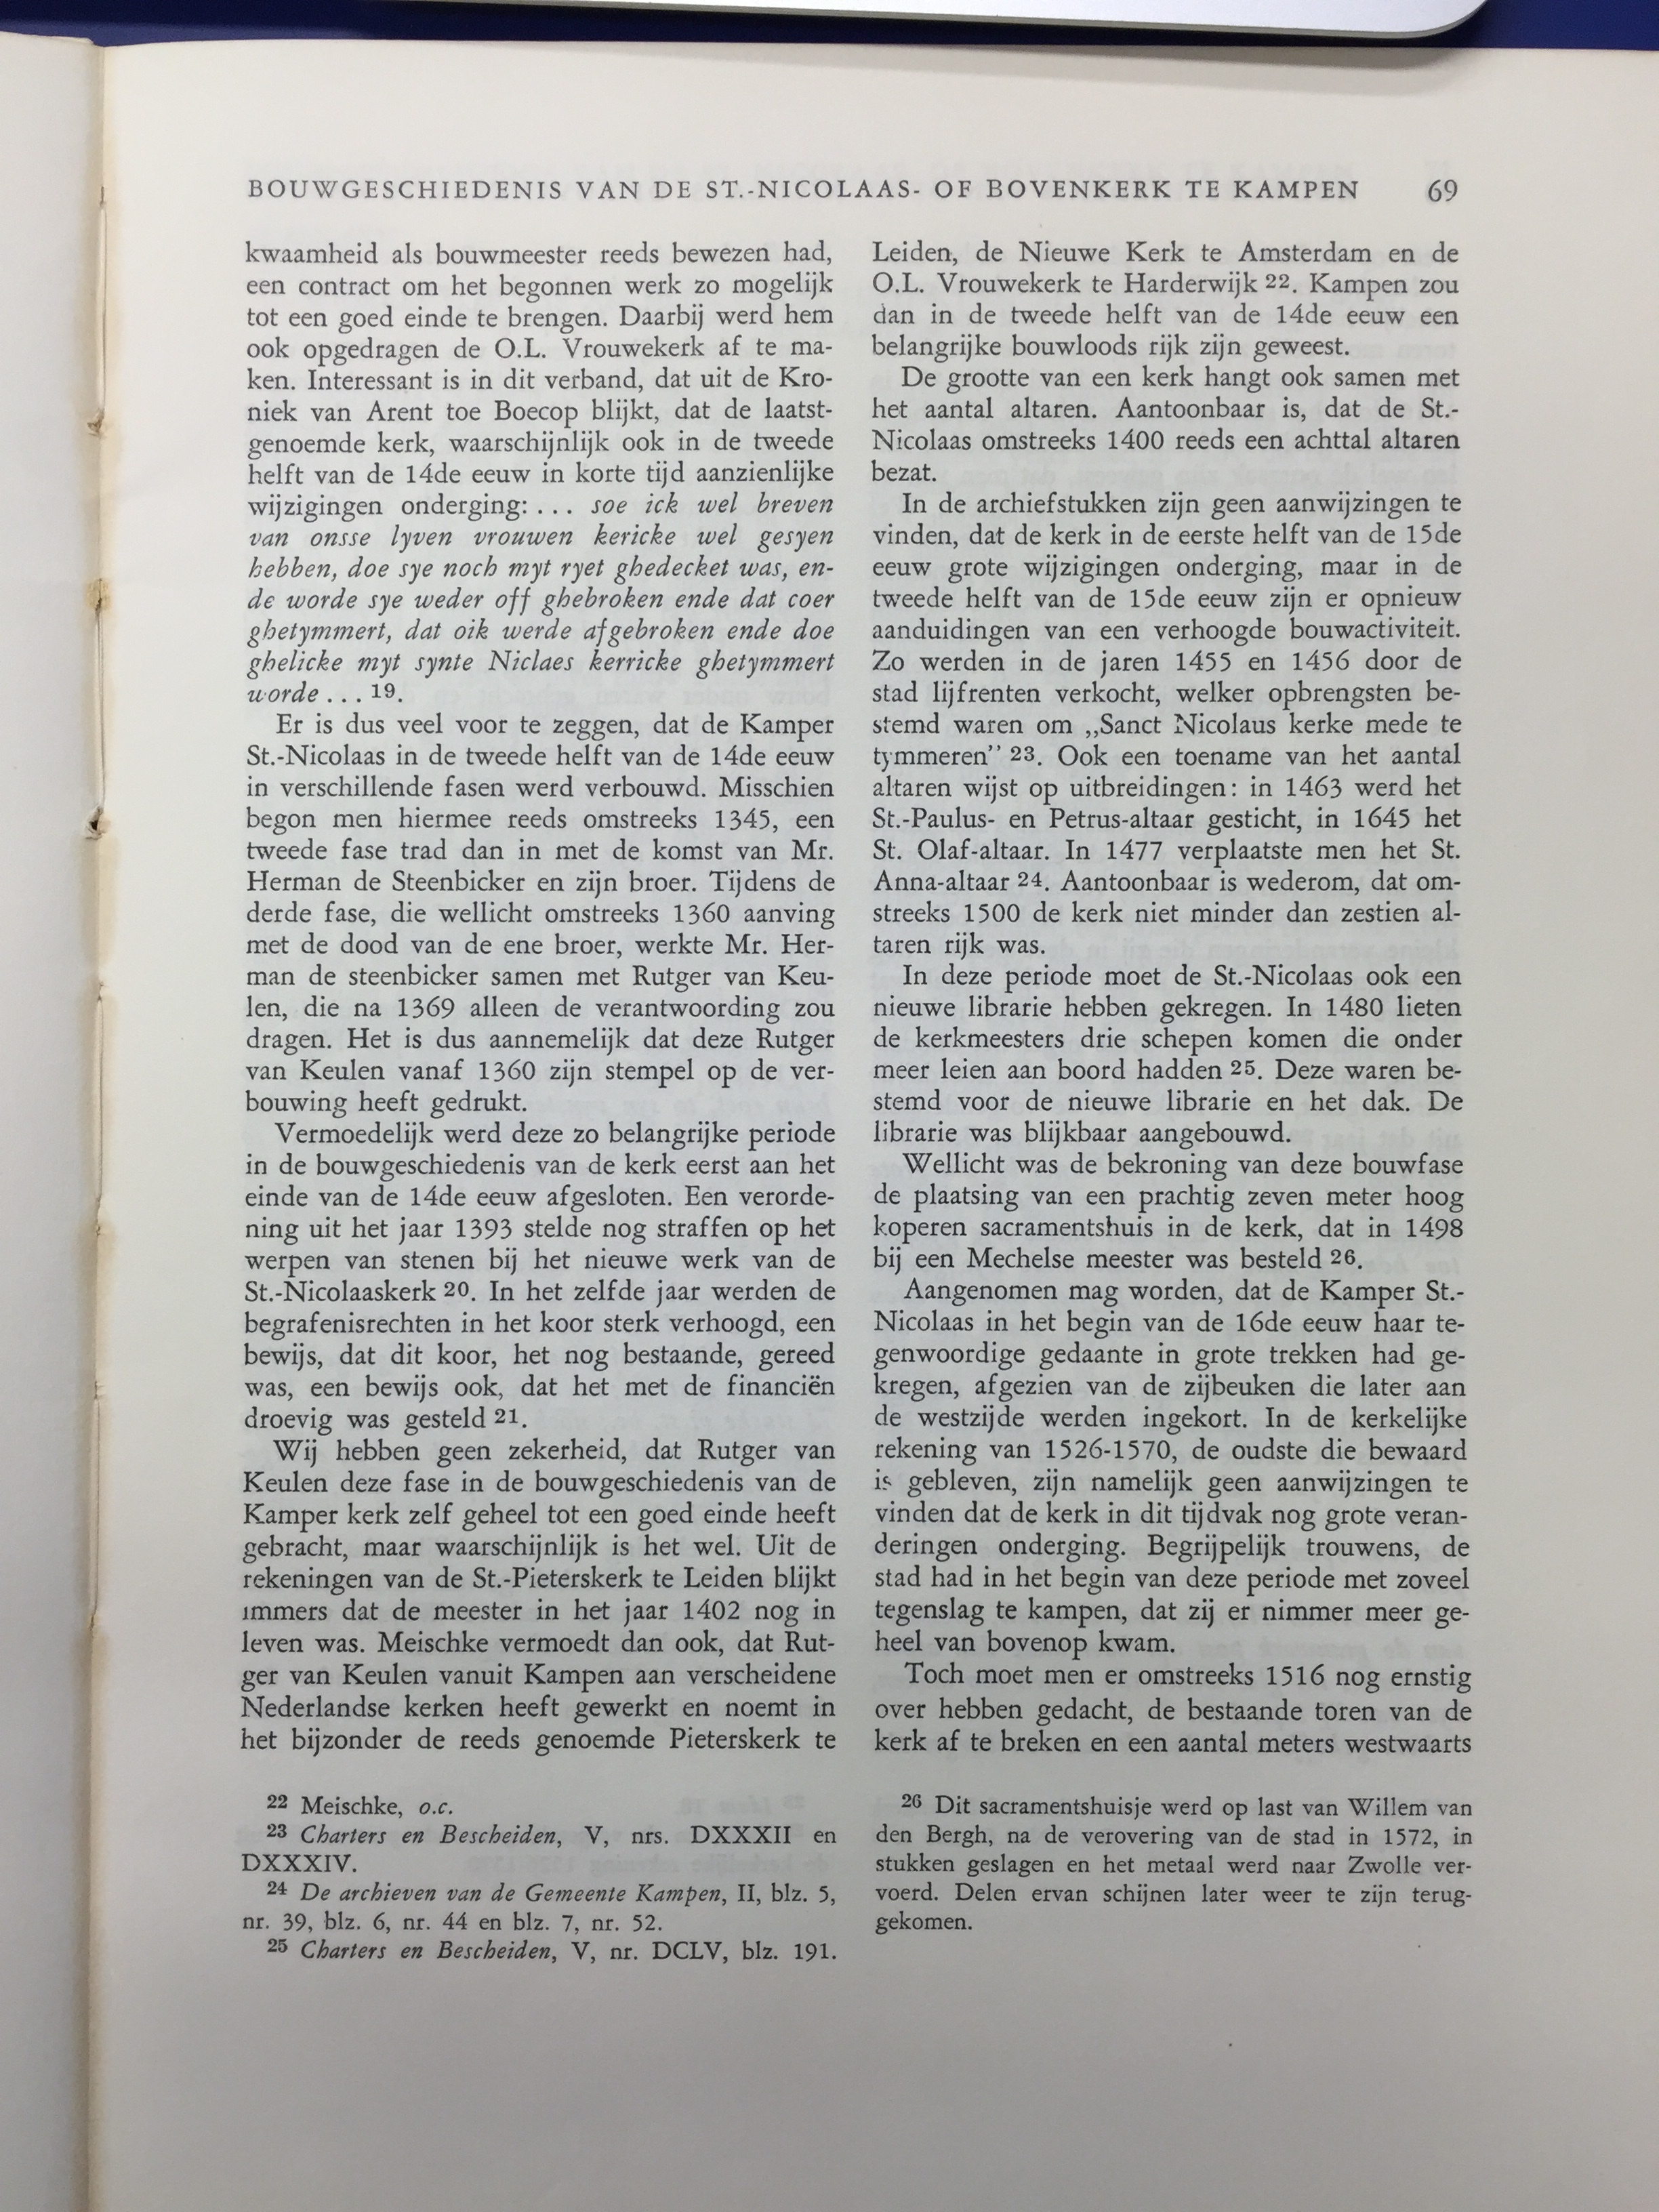 BOUWGESCHIEDENIS VAN DE ST.-NICOLAAS- OF BOVENKERK TE KAMPEN 69
kwaamheid als bouwmeester reeds bewezen had,
een contract om het begonnen werk zo mogelijk
tot een goed einde te brengen. Daarbij werd hem
ook opgedragen de O.L. Vrouwekerk af te ma-
ken. Interessant is in dit verband, dat uit de Kro-
niek van Arent toe Boecop blijkt, dat de laatst-
genoemde kerk, waarschijnlijk ook in de tweede
helft van de 14de eeuw in korte tijd aanzienlijke
wijzigingen onderging: ... soe ick wel breven
van onsse lyven vrouwen kericke wel gesyen
hebben, doe sye noch myt ryet ghedecket was, en-
de worde sye weder off ghebroken ende dat coer
ghetymmert, dat oik werde afgebroken ende doe
ghelicke myt synte Niclaes kerricke ghetymmert
worde ... 19.
Er is dus veel voor te zeggen, dat de Kamper
St.-Nicolaas in de tweede helft van de 14de eeuw
in verschillende fasen werd verbouwd. Misschien
begon men hiermee reeds omstreeks 1345, een
tweede fase trad dan in met de komst van Mr.
Herman de Steenbicker en zijn broer. Tijdens de
derde fase, die wellicht omstreeks 1360 aanving
met de dood van de ene broer, werkte Mr. Her-
man de steenbicker samen met Rutger van Keu-
len, die na 1369 alleen de verantwoording zou
dragen. Het is dus aannemelijk dat deze Rutger
van Keulen vanaf 1360 zijn stempel op de ver-
bouwing heeft gedrukt.
Vermoedelijk werd deze zo belangrijke periode
in de bouwgeschiedenis van de kerk eerst aan het
einde van de 14de eeuw afgesloten. Een verorde-
ning uit het jaar 1393 stelde nog straffen op het
werpen van stenen bij het nieuwe werk van de
St.-Nicolaaskerk 20. In het zelfde jaar werden de
begrafenisrechten in het koor sterk verhoogd, een
bewijs, dat dit koor, het nog bestaande, gereed
was, een bewijs ook, dat het met de financiën
droevig was gesteld 21.
Wij hebben geen zekerheid, dat Rutger van
Keulen deze fase in de bouwgeschiedenis van de
Kamper kerk zelf geheel tot een goed einde heeft
gebracht, maar waarschijnlijk is het wel. Uit de
rekeningen van de St.-Pieterskerk te Leiden blijkt
immers dat de meester in het jaar 1402 nog in
leven was. Meischke vermoedt dan ook, dat Rut-
ger van Keulen vanuit Kampen aan verscheidene
Nederlandse kerken heeft gewerkt en noemt in
het bijzonder de reeds genoemde Pieterskerk te
Leiden, de Nieuwe Kerk te Amsterdam en de
O.L. Vrouwekerk te Harderwijk 22. Kampen zou
dan in de tweede helft van de 14de eeuw een
belangrijke bouwloods rijk zijn geweest.
De grootte van een kerk hangt ook samen met
het aantal altaren. Aantoonbaar is, dat de St.-
Nicolaas omstreeks 1400 reeds een achttal altaren
bezat.
In de archiefstukken zijn geen aanwijzingen te
vinden, dat de kerk in de eerste helft van de 15de
eeuw grote wijzigingen onderging, maar in de
tweede helft van de 15de eeuw zijn er opnieuw
aanduidingen van een verhoogde bouwactiviteit.
Zo werden in de jaren 1455 en 1456 door de
stad lijfrenten verkocht, welker opbrengsten be-
stemd waren om ,,Sanct Nicolaus kerke mede te
tymmeren" 23. Ook een toename van het aantal
altaren wijst op uitbreidingen: in 1463 werd het
St.-Paulus- en Petrus-altaar gesticht, in 1645 het
St. Olaf-altaar. In 1477 verplaatste men het St.
Anna-altaar 24. Aantoonbaar is wederom, dat om-
streeks 1500 de kerk niet minder dan zestien al-
taren rijk was.
In deze periode moet de St.-Nicolaas ook een
nieuwe librarie hebben gekregen. In 1480 lieten
de kerkmeesters drie schepen komen die onder
meer leien aan boord hadden 25. Deze waren be-
stemd voor de nieuwe librarie en het dak. De
librarie was blijkbaar aangebouwd.
Wellicht was de bekroning van deze bouwfase
de plaatsing van een prachtig zeven meter hoog
koperen sacramentshuis in de kerk, dat in 1498
bij een Mechelse meester was besteld 26.
Aangenomen mag worden, dat de Kamper St.-
Nicolaas in het begin van de 16de eeuw haar te-
genwoordige gedaante in grote trekken had ge-
kregen, afgezien van de zijbeuken die later aan
de westzijde werden ingekort. In de kerkelijke
rekening van 1526-1570, de oudste die bewaard
is gebleven, zijn namelijk geen aanwijzingen te
vinden dat de kerk in dit tijdvak nog grote veran-
deringen onderging. Begrijpelijk trouwens, de
stad had in het begin van deze periode met zoveel
tegenslag te kampen, dat zij er nimmer meer ge-
heel van bovenop kwam.
Toch moet men er omstreeks 1516 nog ernstig
over hebben gedacht, de bestaande toren van de
kerk af te breken en een aantal meters westwaarts
22 Meischke, o.c.
23 Charters en Bescheiden, V, nrs. DXXXII en
DXXXIV.
24 De archieven van de Gemeente Kampen, II, blz. 5,
nr. 39, blz. 6, nr. 44 en blz. 7, nr. 52.
25 Charters en Bescheiden, V, nr. DCLV, blz. 191.
26 Dit sacramentshuisje werd op last van Willem van
den Bergh, na de verovering van de stad in 1572, in
stukken geslagen en het metaal werd naar Zwolle ver-
voerd. Delen ervan schijnen later weer te zijn terug-
gekomen.